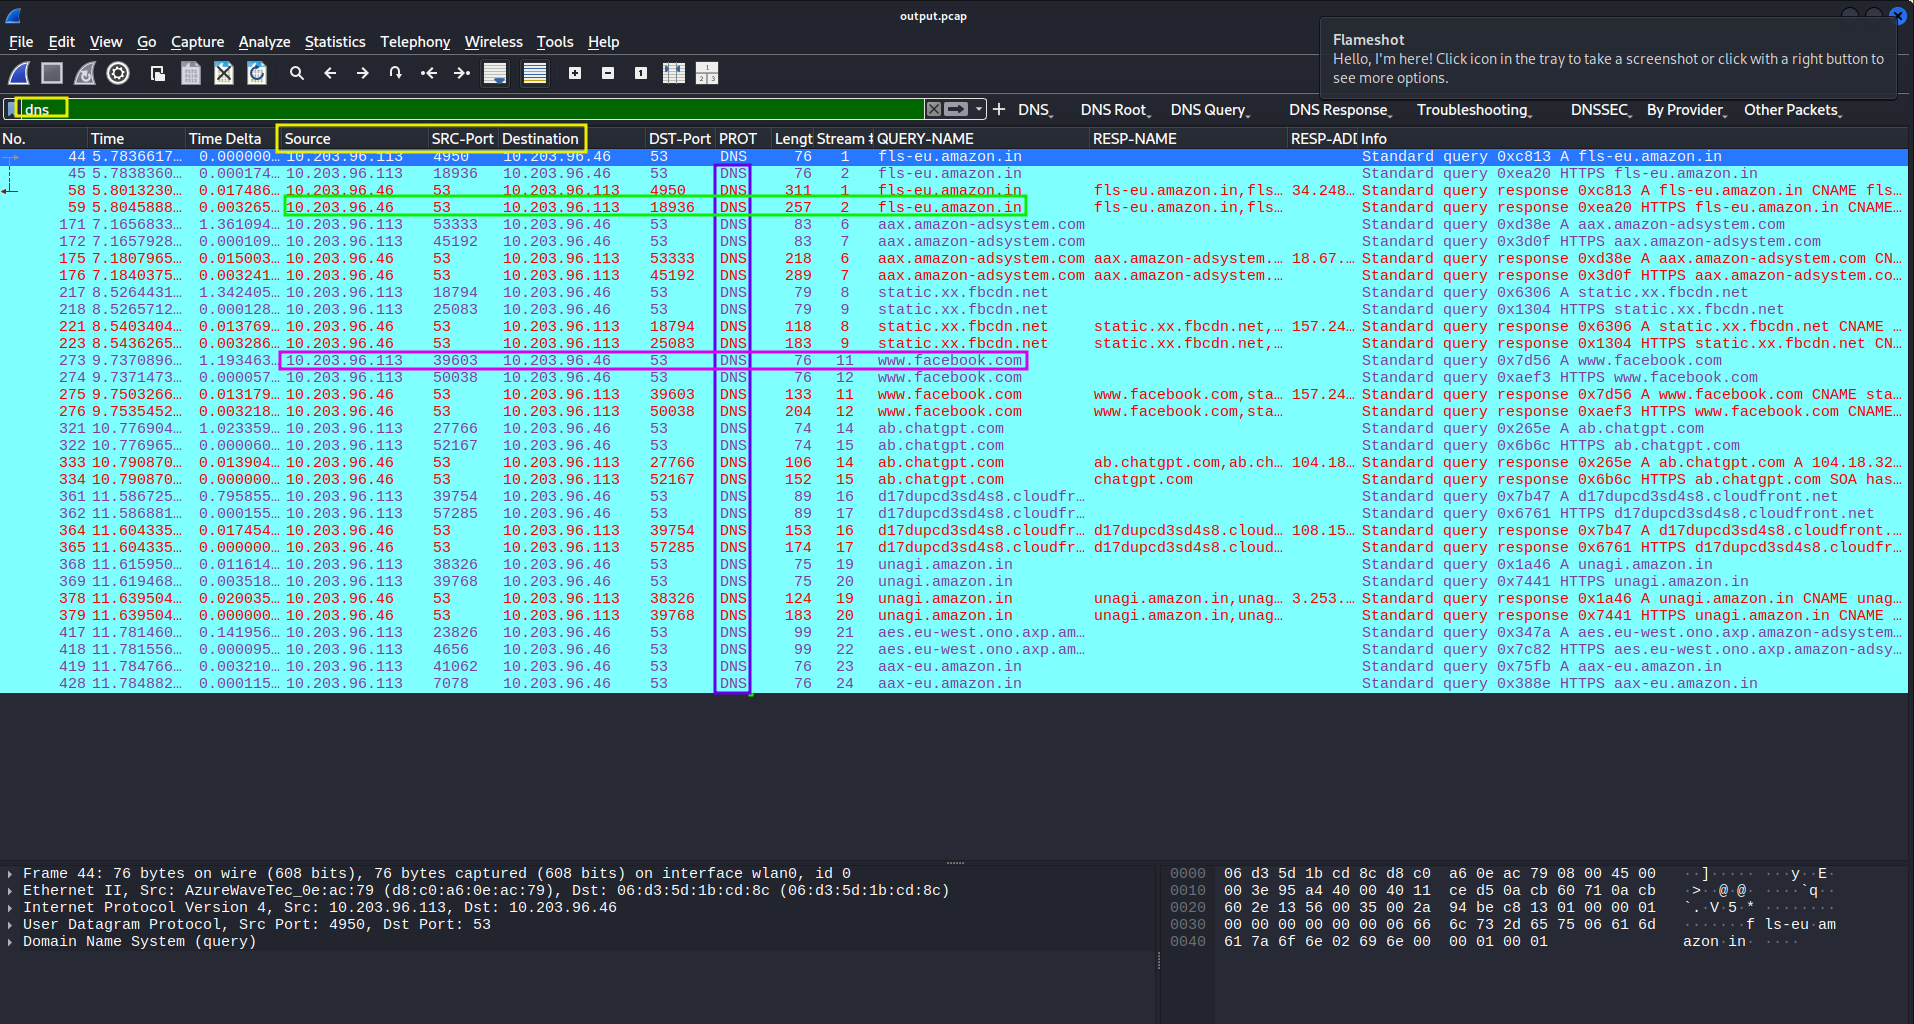 output.pcap
File Edit View Go Capture Analyze Statistics Telephony Wireless Tools Help
Flameshot
Hello, I'm here! Click icon in the tray to take a screenshot or click with a right button to
see more options.
dns
DNS DNS Root DNS Query DNS Response Troubleshooting DNSSEC By Provider Other Packets
No. Time Time Delta Source SRC-Port Destination DST-Port PROT Lengt Stream # QUERY-NAME RESP-NAME RESP-ADD Info
44 5.7836617… 0.000000… 10.203.96.113 4950 10.203.96.46 53 DNS 76 1 fls-eu.amazon.in Standard query 0xc813 A fls-eu.amazon.in
45 5.7838360… 0.000174… 10.203.96.113 18936 10.203.96.46 53 DNS 76 2 fls-eu.amazon.in Standard query 0xea20 HTTPS fls-eu.amazon.in
58 5.8013230… 0.017486… 10.203.96.46 53 10.203.96.113 4950 DNS 311 1 fls-eu.amazon.in fls-eu.amazon.in,fls… 34.248… Standard query response 0xc813 A fls-eu.amazon.in CNAME fls…
59 5.8045888… 0.003265… 10.203.96.46 53 10.203.96.113 18936 DNS 257 2 fls-eu.amazon.in fls-eu.amazon.in,fls… Standard query response 0xea20 HTTPS fls-eu.amazon.in CNAME…
171 7.1656833… 1.361094… 10.203.96.113 53333 10.203.96.46 53 DNS 83 6 aax.amazon-adsystem.com Standard query 0xd38e A aax.amazon-adsystem.com
172 7.1657928… 0.000109… 10.203.96.113 45192 10.203.96.46 53 DNS 83 7 aax.amazon-adsystem.com Standard query 0x3d0f HTTPS aax.amazon-adsystem.com
175 7.1807965… 0.015003… 10.203.96.46 53 10.203.96.113 53333 DNS 218 6 aax.amazon-adsystem.com aax.amazon-adsystem.… 18.67.… Standard query response 0xd38e A aax.amazon-adsystem.com CN…
176 7.1840375… 0.003241… 10.203.96.46 53 10.203.96.113 45192 DNS 289 7 aax.amazon-adsystem.com aax.amazon-adsystem.… Standard query response 0x3d0f HTTPS aax.amazon-adsystem.co…
217 8.5264431… 1.342405… 10.203.96.113 18794 10.203.96.46 53 DNS 79 8 static.xx.fbcdn.net Standard query 0x6306 A static.xx.fbcdn.net
218 8.5265712… 0.000128… 10.203.96.113 25083 10.203.96.46 53 DNS 79 9 static.xx.fbcdn.net Standard query 0x1304 HTTPS static.xx.fbcdn.net
221 8.5403404… 0.013769… 10.203.96.46 53 10.203.96.113 18794 DNS 118 8 static.xx.fbcdn.net static.xx.fbcdn.net,… 157.24… Standard query response 0x6306 A static.xx.fbcdn.net CNAME …
223 8.5436265… 0.003286… 10.203.96.46 53 10.203.96.113 25083 DNS 183 9 static.xx.fbcdn.net static.xx.fbcdn.net,… Standard query response 0x1304 HTTPS static.xx.fbcdn.net CN…
273 9.7370896… 1.193463… 10.203.96.113 39603 10.203.96.46 53 DNS 76 11 www.facebook.com Standard query 0x7d56 A www.facebook.com
274 9.7371473… 0.000057… 10.203.96.113 50038 10.203.96.46 53 DNS 76 12 www.facebook.com Standard query 0xaef3 HTTPS www.facebook.com
275 9.7503266… 0.013179… 10.203.96.46 53 10.203.96.113 39603 DNS 133 11 www.facebook.com www.facebook.com,sta… 157.24… Standard query response 0x7d56 A www.facebook.com CNAME sta…
276 9.7535452… 0.003218… 10.203.96.46 53 10.203.96.113 50038 DNS 204 12 www.facebook.com www.facebook.com,sta… Standard query response 0xaef3 HTTPS www.facebook.com CNAME…
321 10.776904… 1.023359… 10.203.96.113 27766 10.203.96.46 53 DNS 74 14 ab.chatgpt.com Standard query 0x265e A ab.chatgpt.com
322 10.776965… 0.000060… 10.203.96.113 52167 10.203.96.46 53 DNS 74 15 ab.chatgpt.com Standard query 0x6b6c HTTPS ab.chatgpt.com
333 10.790870… 0.013904… 10.203.96.46 53 10.203.96.113 27766 DNS 106 14 ab.chatgpt.com ab.chatgpt.com,ab.ch… 104.18… Standard query response 0x265e A ab.chatgpt.com A 104.18.32…
334 10.790870… 0.000000… 10.203.96.46 53 10.203.96.113 52167 DNS 152 15 ab.chatgpt.com chatgpt.com Standard query response 0x6b6c HTTPS ab.chatgpt.com SOA has…
361 11.586725… 0.795855… 10.203.96.113 39754 10.203.96.46 53 DNS 89 16 d17dupcd3sd4s8.cloudfr… Standard query 0x7b47 A d17dupcd3sd4s8.cloudfront.net
362 11.586881… 0.000155… 10.203.96.113 57285 10.203.96.46 53 DNS 89 17 d17dupcd3sd4s8.cloudfr… Standard query 0x6761 HTTPS d17dupcd3sd4s8.cloudfront.net
364 11.604335… 0.017454… 10.203.96.46 53 10.203.96.113 39754 DNS 153 16 d17dupcd3sd4s8.cloudfr… d17dupcd3sd4s8.cloud… 108.15… Standard query response 0x7b47 A d17dupcd3sd4s8.cloudfront.…
365 11.604335… 0.000000… 10.203.96.46 53 10.203.96.113 57285 DNS 174 17 d17dupcd3sd4s8.cloudfr… d17dupcd3sd4s8.cloud… Standard query response 0x6761 HTTPS d17dupcd3sd4s8.cloudfr…
368 11.615950… 0.011614… 10.203.96.113 38326 10.203.96.46 53 DNS 75 19 unagi.amazon.in Standard query 0x1a46 A unagi.amazon.in
369 11.619468… 0.003518… 10.203.96.113 39768 10.203.96.46 53 DNS 75 20 unagi.amazon.in Standard query 0x7441 HTTPS unagi.amazon.in
378 11.639504… 0.020035… 10.203.96.46 53 10.203.96.113 38326 DNS 124 19 unagi.amazon.in unagi.amazon.in,unag… 3.253.… Standard query response 0x1a46 A unagi.amazon.in CNAME unag…
379 11.639504… 0.000000… 10.203.96.46 53 10.203.96.113 39768 DNS 183 20 unagi.amazon.in unagi.amazon.in,unag… Standard query response 0x7441 HTTPS unagi.amazon.in CNAME …
417 11.781460… 0.141956… 10.203.96.113 23826 10.203.96.46 53 DNS 99 21 aes.eu-west.ono.axp.am… Standard query 0x347a A aes.eu-west.ono.axp.amazon-adsystem…
418 11.781556… 0.000095… 10.203.96.113 4656 10.203.96.46 53 DNS 99 22 aes.eu-west.ono.axp.am… Standard query 0x7c82 HTTPS aes.eu-west.ono.axp.amazon-adsy…
419 11.784766… 0.003210… 10.203.96.113 41062 10.203.96.46 53 DNS 76 23 aax-eu.amazon.in Standard query 0x75fb A aax-eu.amazon.in
428 11.784882… 0.000115… 10.203.96.113 7078 10.203.96.46 53 DNS 76 24 aax-eu.amazon.in Standard query 0x388e HTTPS aax-eu.amazon.in
Frame 44: 76 bytes on wire (608 bits), 76 bytes captured (608 bits) on interface wlan0, id 0
Ethernet II, Src: AzureWaveTec_0e:ac:79 (d8:c0:a6:0e:ac:79), Dst: 06:d3:5d:1b:cd:8c (06:d3:5d:1b:cd:8c)
Internet Protocol Version 4, Src: 10.203.96.113, Dst: 10.203.96.46
User Datagram Protocol, Src Port: 4950, Dst Port: 53
Domain Name System (query)
0000 06 d3 5d 1b cd 8c d8 c0 a6 0e ac 79 08 00 45 00 ··]····· ···y··E·
0010 00 3e 95 a4 40 00 40 11 ce d5 0a cb 60 71 0a cb ·>··@·@· ····`q··
0020 60 2e 13 56 00 35 00 2a 94 be c8 13 01 00 00 01 `.·V·5·* ········
0030 00 00 00 00 00 00 06 66 6c 73 2d 65 75 06 61 6d ·······f ls-eu·am
0040 61 7a 6f 6e 02 69 6e 00 00 01 00 01 azon·in· ····